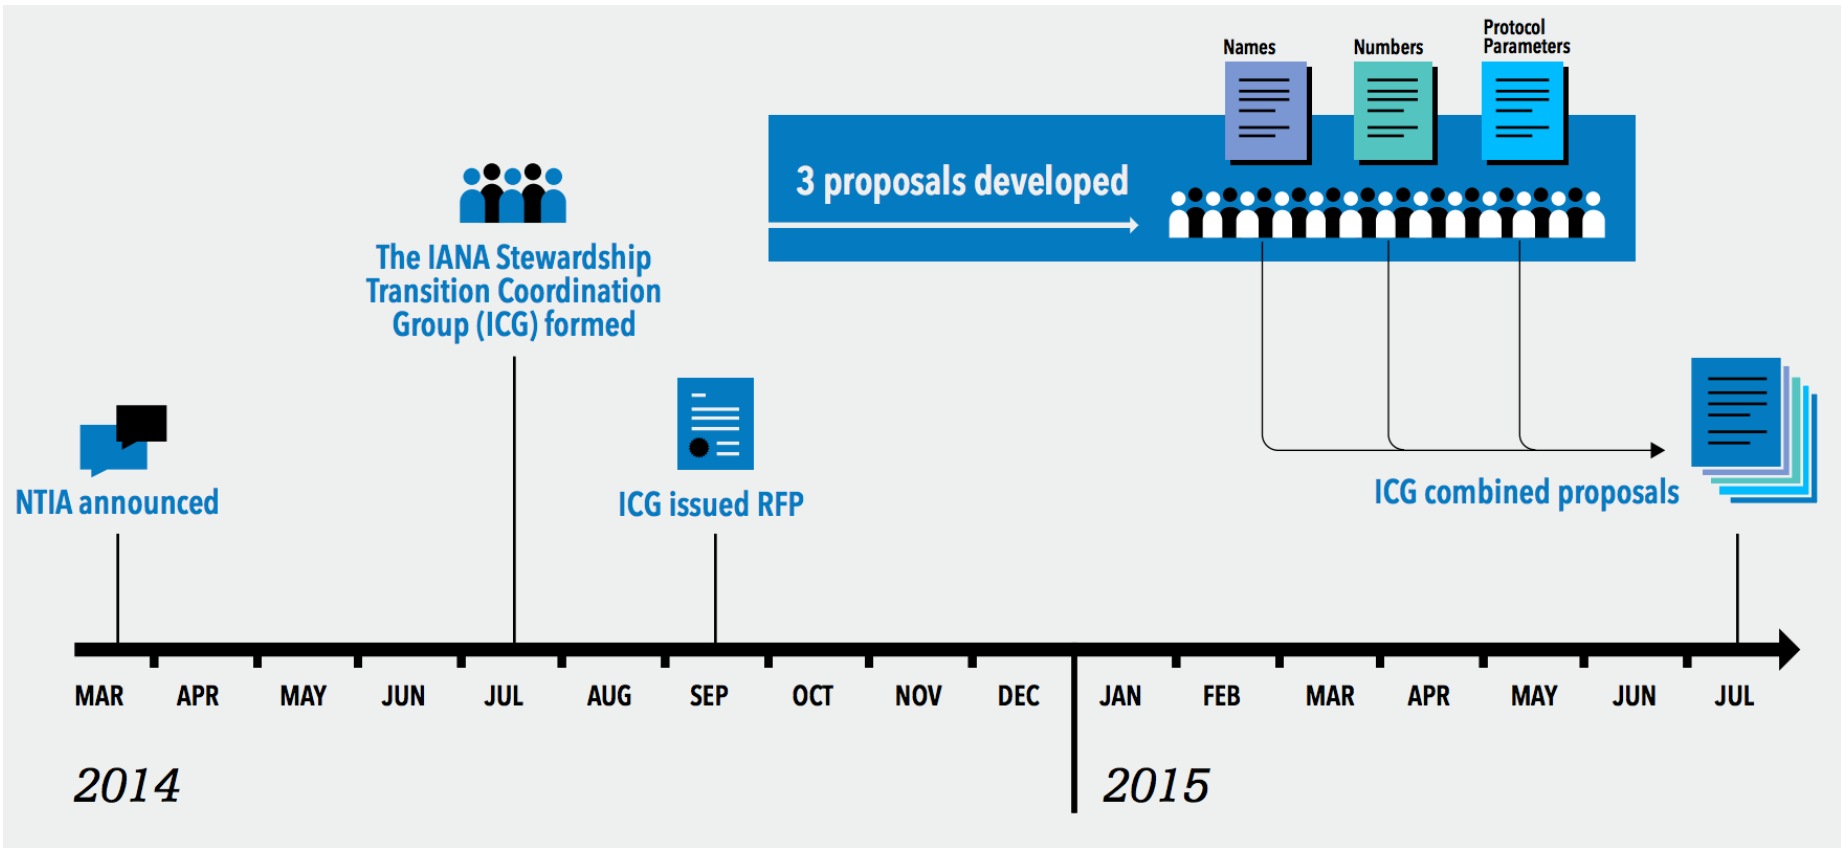 Names
Numbers
Protocol
Parameters
3 proposals developed
The IANA Stewardship
Transition Coordination
Group (ICG) formed
NTIA announced
ICG issued RFP
ICG combined proposals
MAR APR MAY JUN JUL AUG SEP OCT NOV DEC JAN FEB MAR APR MAY JUN JUL
2014 2015